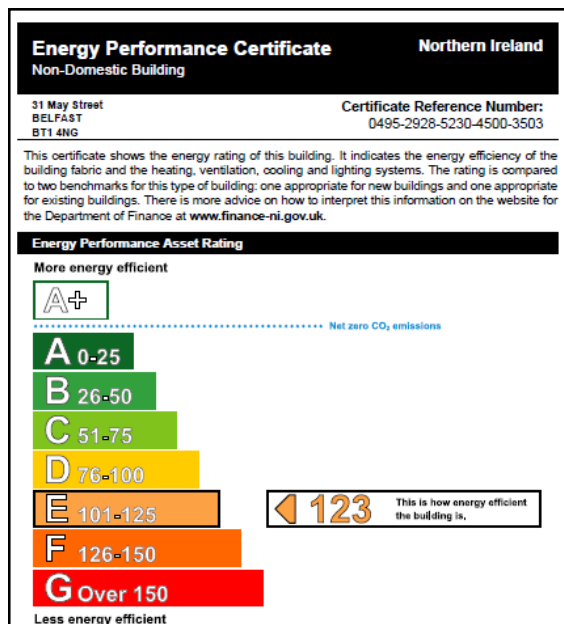 Energy Performance Certificate
Northern Ireland
Non-Domestic Building
31 May Street
BELFAST
BT1 4NG
Certificate Reference Number:
0495-2928-5230-4500-3503
This certificate shows the energy rating of this building. It indicates the energy efficiency of the
building fabric and the heating, ventilation, cooling and lighting systems. The rating is compared
to two benchmarks for this type of building: one appropriate for new buildings and one appropriate
for existing buildings. There is more advice on how to interpret this information on the website for
the Department of Finance at www.finance-ni.gov.uk.
Energy Performance Asset Rating
More energy efficient
A+
Net zero CO₂ emissions
A 0-25
B 26-50
C 51-75
D 76-100
E 101-125
123
This is how energy efficient
the building is.
F 126-150
G Over 150
Less energy efficient